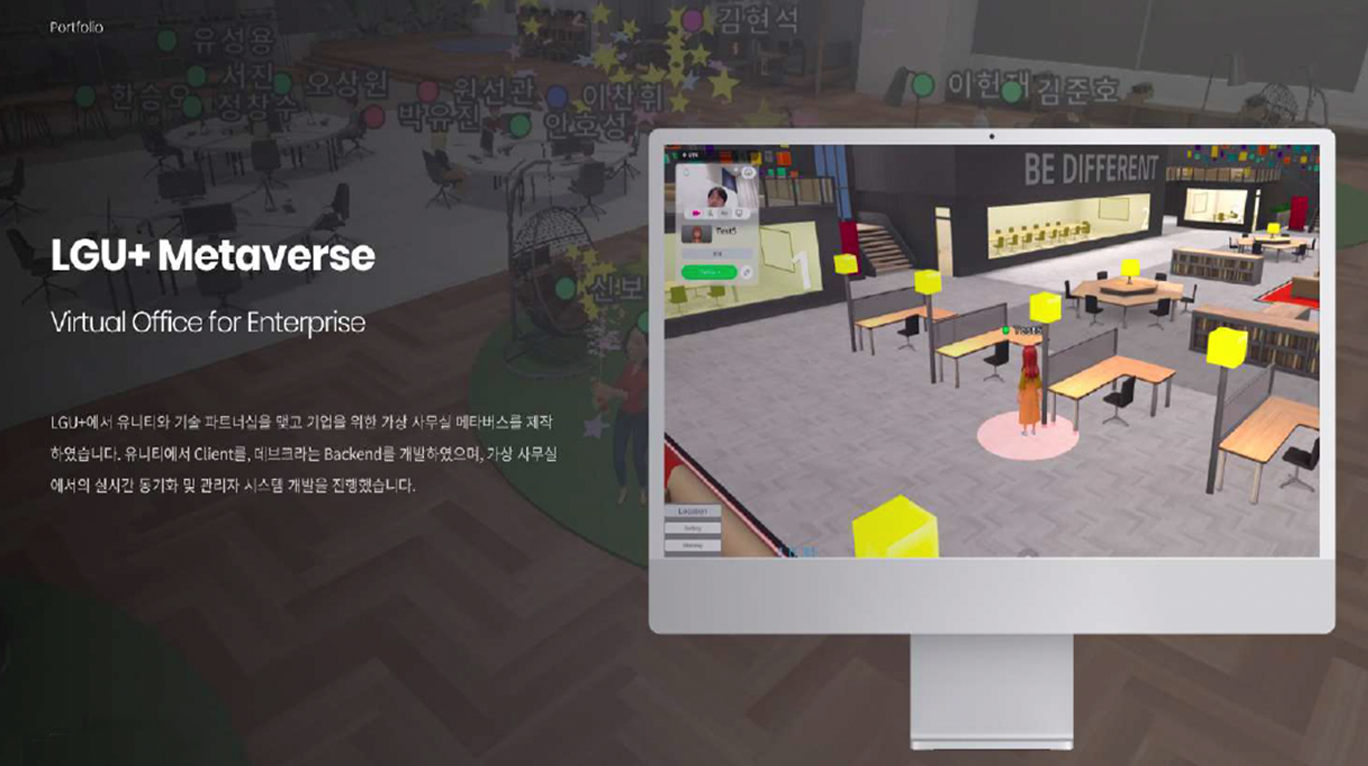 Portfolio
김현석
유성용
서진
오상원
한승오
정창수
원선관
이찬휘
박유진
안호성
이헌재
김준호
신보
LGU+ Metaverse
Virtual Office for Enterprise
LGU+에서 유니티와 기술 파트너십을 맺고 기업을 위한 가상 사무실 메타버스를 제작
하였습니다. 유니티에서 Client를, 데브크라는 Backend를 개발하였으며, 가상 사무실
에서의 실시간 동기화 및 관리자 시스템 개발을 진행했습니다.
BE DIFFERENT
1
Test5
Test5
Location
Setting
Meeting